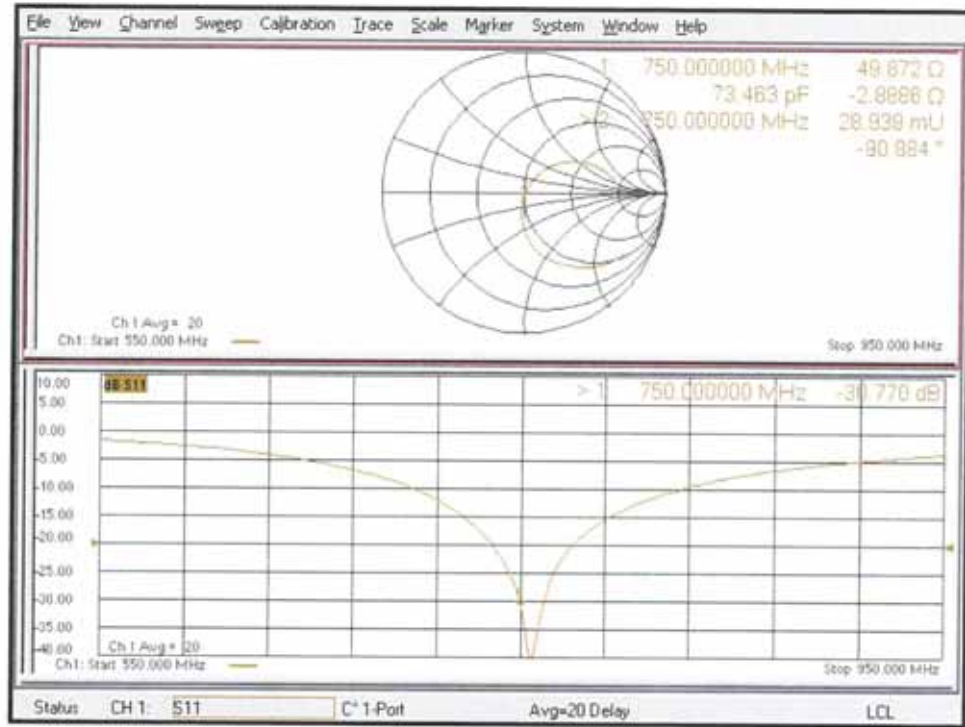 File View Channel Sweep Calibration Trace Scale Marker System Window Help
1 750.000000 MHz 49.872 Ω
73.463 pF -2.8886 Ω
> 2 750.000000 MHz 28.939 mU
-90.884 °
Ch 1 Avg = 20
Ch1: Start 550.000 MHz
Stop 950.000 MHz
10.00
dB S11
> 1 750.000000 MHz -30.770 dB
5.00
0.00
-5.00
-10.00
-15.00
-20.00
-25.00
-30.00
-35.00
-40.00
Ch 1 Avg = 20
Ch1: Start 550.000 MHz
Stop 950.000 MHz
Status CH 1: S11 C* 1-Port Avg=20 Delay LCL